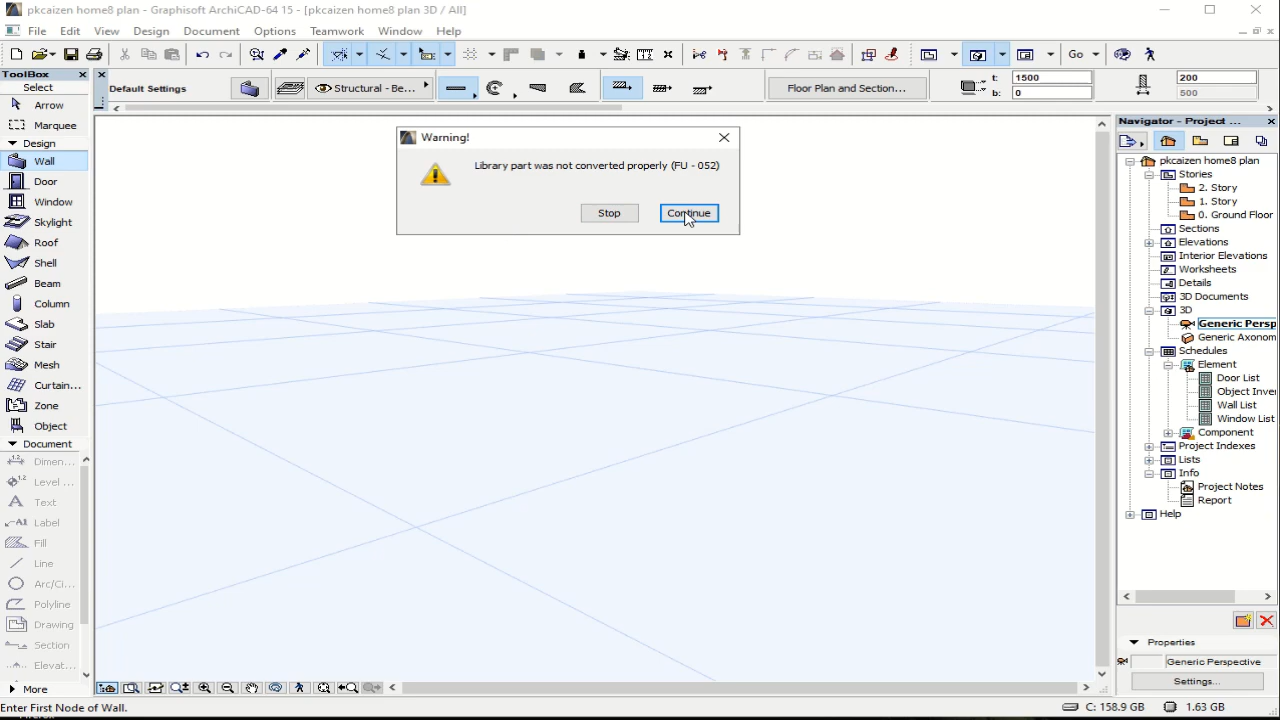 pkcaizen home8 plan - Graphisoft ArchiCAD-64 15 - [pkcaizen home8 plan 3D / All]
File Edit View Design Document Options Teamwork Window Help
Go
ToolBox
Select
Arrow
Marquee
Design
Wall
Door
Window
Skylight
Roof
Shell
Beam
Column
Slab
Stair
Mesh
Curtain...
Zone
Object
Document
Dimen...
Level ...
Text
Label
Fill
Line
Arc/Ci...
Polyline
Drawing
Section
Elevat...
More
Default Settings
Structural - Be...
Floor Plan and Section...
t: 1500
b: 0
200
500
Warning!
Library part was not converted properly (FU - 052)
Stop Continue
Navigator - Project ...
pkcaizen home8 plan
Stories
2. Story
1. Story
0. Ground Floor
Sections
Elevations
Interior Elevations
Worksheets
Details
3D Documents
3D
Generic Persp
Generic Axonom
Schedules
Element
Door List
Object Inve
Wall List
Window List
Component
Project Indexes
Lists
Info
Project Notes
Report
Help
Properties
Generic Perspective
Settings...
Enter First Node of Wall.
C: 158.9 GB 1.63 GB